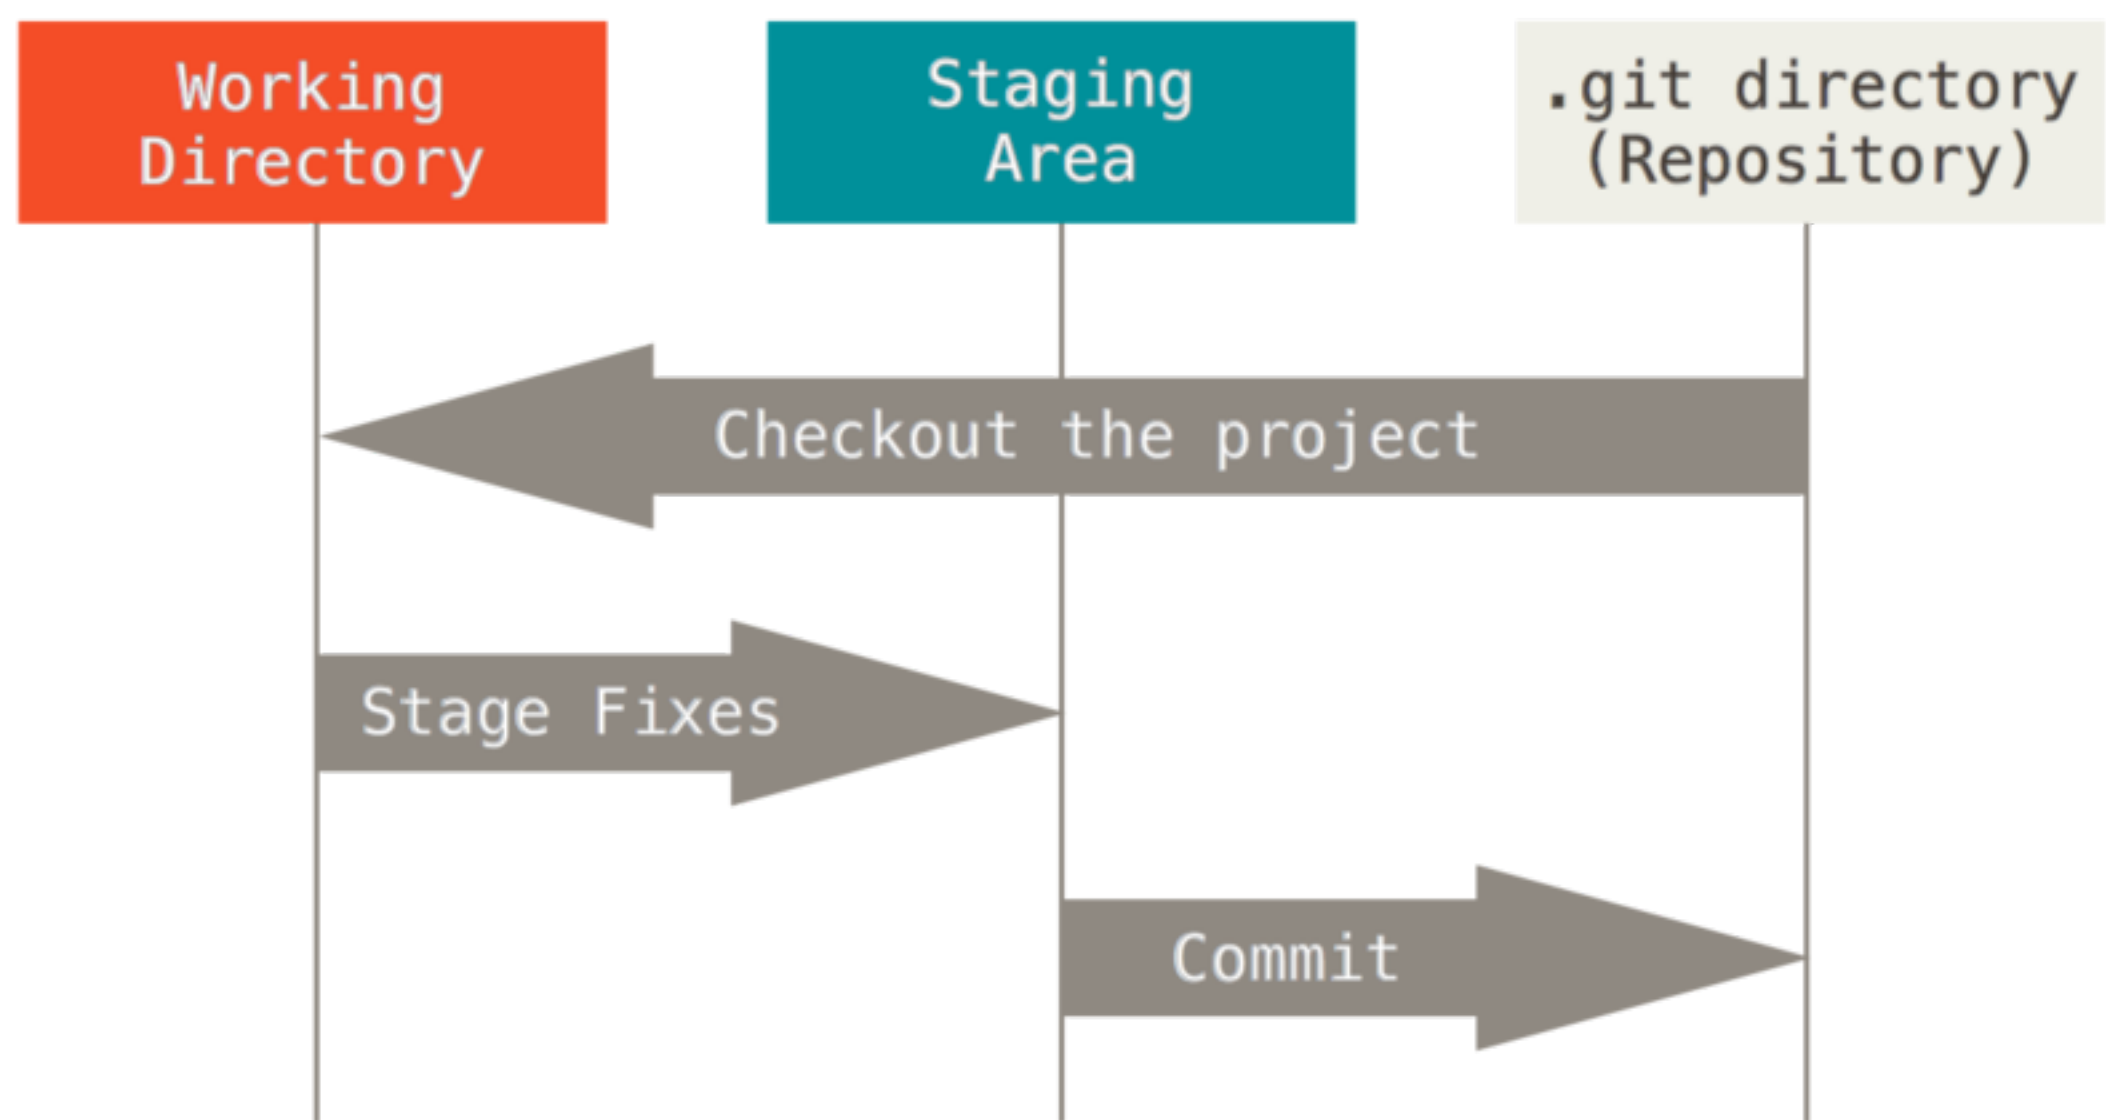 Working
Directory
Staging
Area
.git directory
(Repository)
Checkout the project
Stage Fixes
Commit